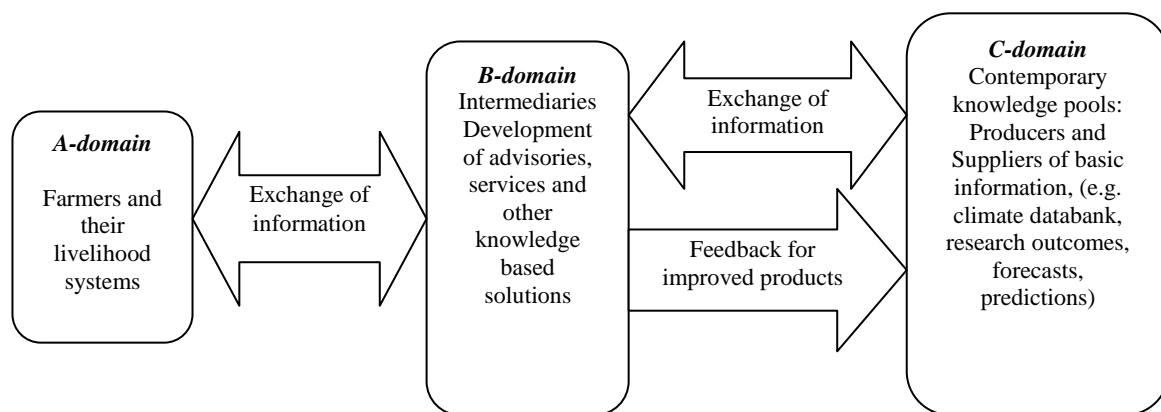 A-domain
Farmers and
their
livelihood
systems
Exchange of
information
B-domain
Intermediaries
Development
of advisories,
services and
other
knowledge
based
solutions
Exchange of
information
Feedback for
improved products
C-domain
Contemporary
knowledge pools:
Producers and
Suppliers of basic
information, (e.g.
climate databank,
research outcomes,
forecasts,
predictions)